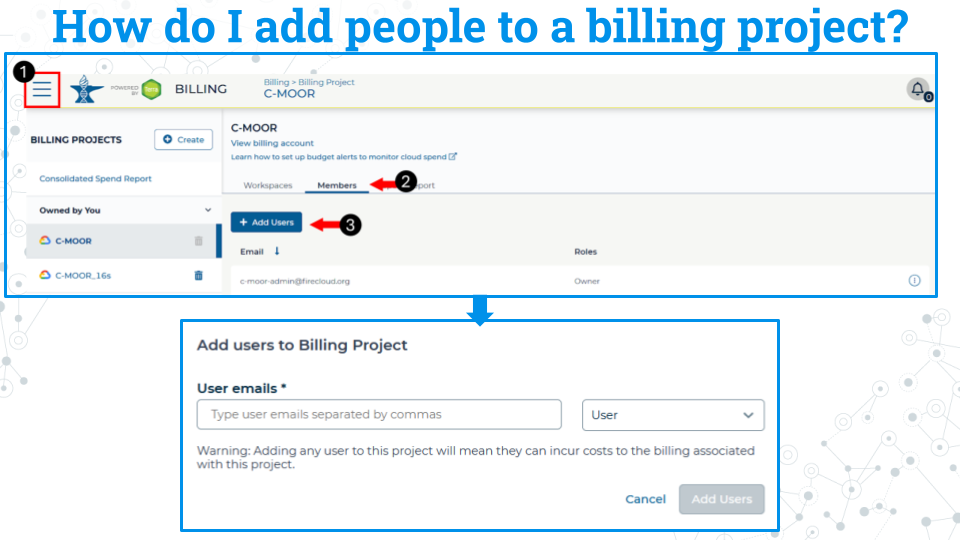 How do I add people to a billing project?
1
POWERED BY Terra BILLING
Billing > Billing Project
C-MOOR
0
BILLING PROJECTS
Create
Consolidated Spend Report
Owned by You
C-MOOR
C-MOOR_16s
C-MOOR
View billing account
Learn how to set up budget alerts to monitor cloud spend
Workspaces Members 2 port
+ Add Users 3
Email Roles
c-moor-admin@firecloud.org Owner
Add users to Billing Project
User emails *
Type user emails separated by commas User
Warning: Adding any user to this project will mean they can incur costs to the billing associated
with this project.
Cancel Add Users